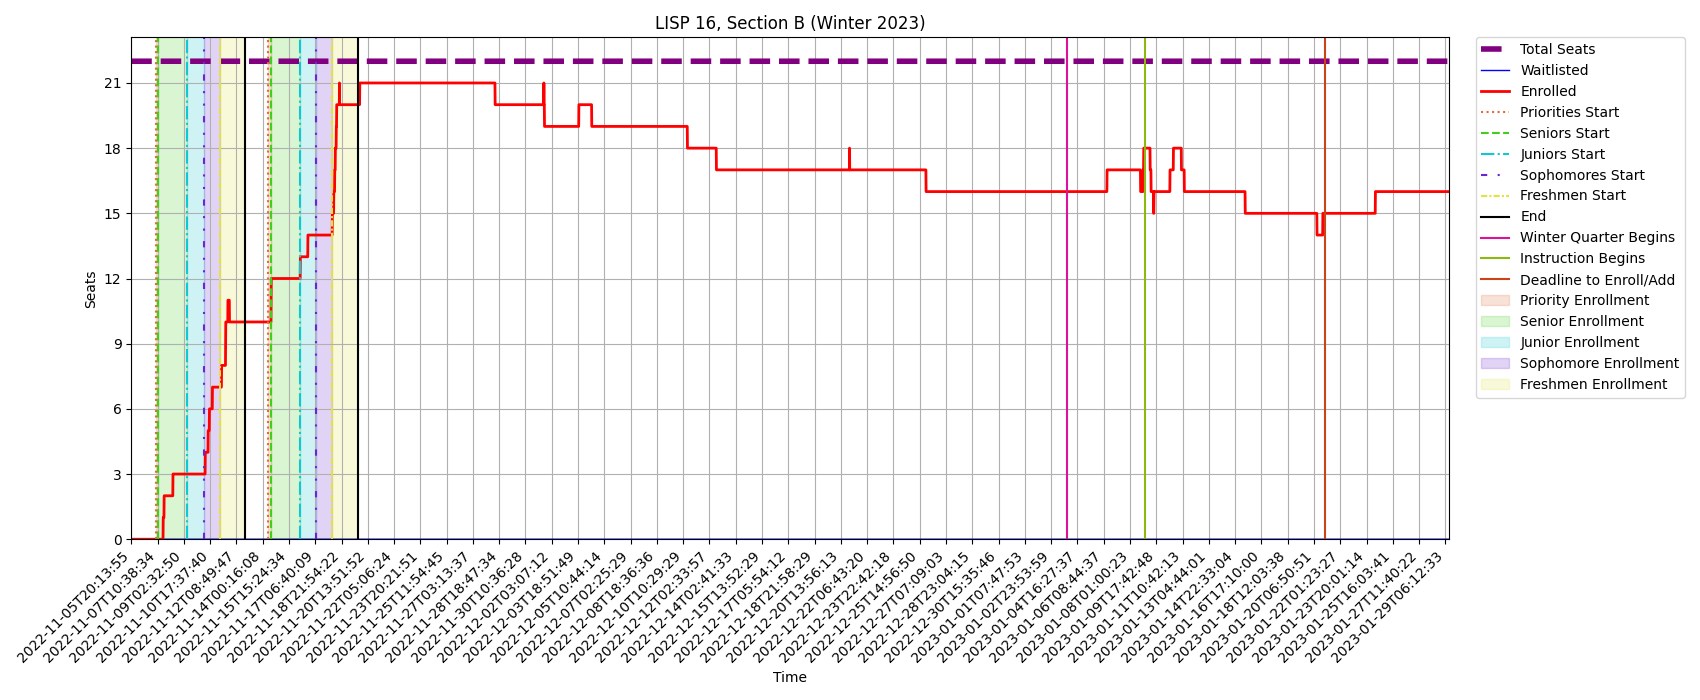 LISP 16, Section B (Winter 2023)
Seats
21
18
15
12
9
6
3
0
2022-11-05T20:13:55
2022-11-07T10:38:34
2022-11-09T02:32:50
2022-11-10T17:37:40
2022-11-12T08:49:47
2022-11-14T00:16:08
2022-11-15T15:24:34
2022-11-17T06:40:09
2022-11-18T21:54:22
2022-11-20T13:51:52
2022-11-22T05:06:24
2022-11-23T20:21:51
2022-11-25T11:54:45
2022-11-27T03:13:37
2022-11-28T18:47:34
2022-11-30T10:36:28
2022-12-02T03:07:12
2022-12-03T18:51:49
2022-12-05T10:44:14
2022-12-07T02:25:29
2022-12-08T18:36:36
2022-12-10T10:29:29
2022-12-12T02:33:57
2022-12-14T02:41:33
2022-12-15T13:52:29
2022-12-17T05:54:12
2022-12-18T21:58:29
2022-12-20T13:56:13
2022-12-22T06:43:20
2022-12-23T22:42:18
2022-12-25T14:56:50
2022-12-27T07:09:03
2022-12-28T23:04:15
2022-12-30T15:35:46
2023-01-01T07:47:53
2023-01-02T23:53:59
2023-01-04T16:27:37
2023-01-06T08:44:37
2023-01-08T01:00:23
2023-01-09T17:42:48
2023-01-11T10:42:13
2023-01-13T04:44:01
2023-01-14T22:33:04
2023-01-16T17:10:00
2023-01-18T12:03:38
2023-01-20T06:50:51
2023-01-22T01:23:27
2023-01-23T20:01:14
2023-01-25T16:03:41
2023-01-27T11:40:22
2023-01-29T06:12:33
Time
Total Seats
Waitlisted
Enrolled
Priorities Start
Seniors Start
Juniors Start
Sophomores Start
Freshmen Start
End
Winter Quarter Begins
Instruction Begins
Deadline to Enroll/Add
Priority Enrollment
Senior Enrollment
Junior Enrollment
Sophomore Enrollment
Freshmen Enrollment